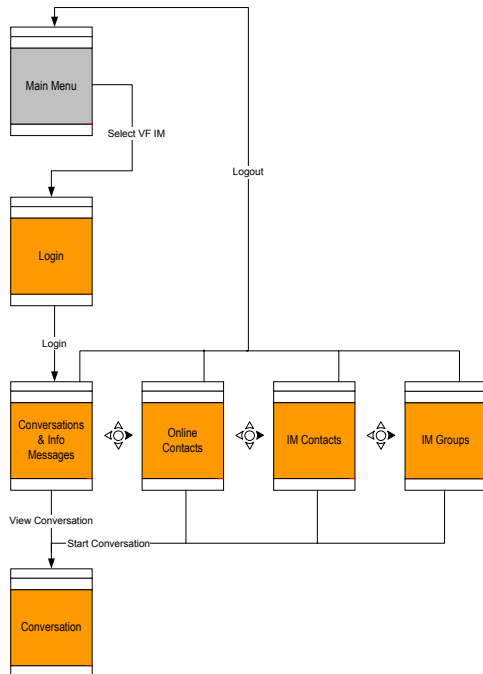 Main Menu
Select VF IM
Logout
Login
Login
Conversations
& Info
Messages
Online
Contacts
IM Contacts
IM Groups
View Conversation
Start Conversation
Conversation